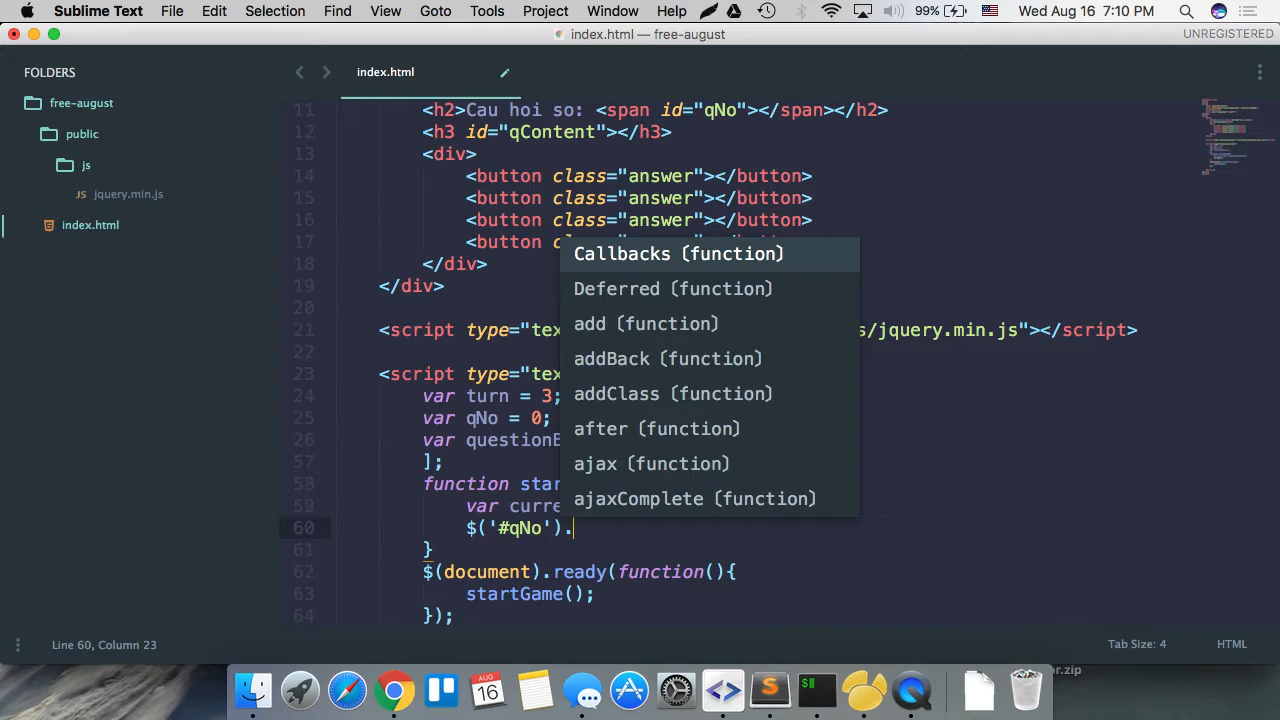 Sublime Text File Edit Selection Find View Goto Tools Project Window Help 99% Wed Aug 16 7:10 PM
index.html — free-august UNREGISTERED
FOLDERS
free-august
public
js
JS jquery.min.js
index.html
index.html
11 <h2>Cau hoi so: <span id="qNo"></span></h2>
12 <h3 id="qContent"></h3>
13 <div>
14 <button class="answer"></button>
15 <button class="answer"></button>
16 <button class="answer"></button>
17 <button c
18 </div>
19 </div>
20
21 <script type="tex s/jquery.min.js"></script>
22
23 <script type="tex
24 var turn = 3;
25 var qNo = 0;
26 var question
57 ];
58 function star
59 var curre
60 $('#qNo').
61 }
62 $(document).ready(function(){
63 startGame();
64 });
Callbacks (function)
Deferred (function)
add (function)
addBack (function)
addClass (function)
after (function)
ajax (function)
ajaxComplete (function)
Line 60, Column 23 Tab Size: 4 HTML
or.zip
AUG
16